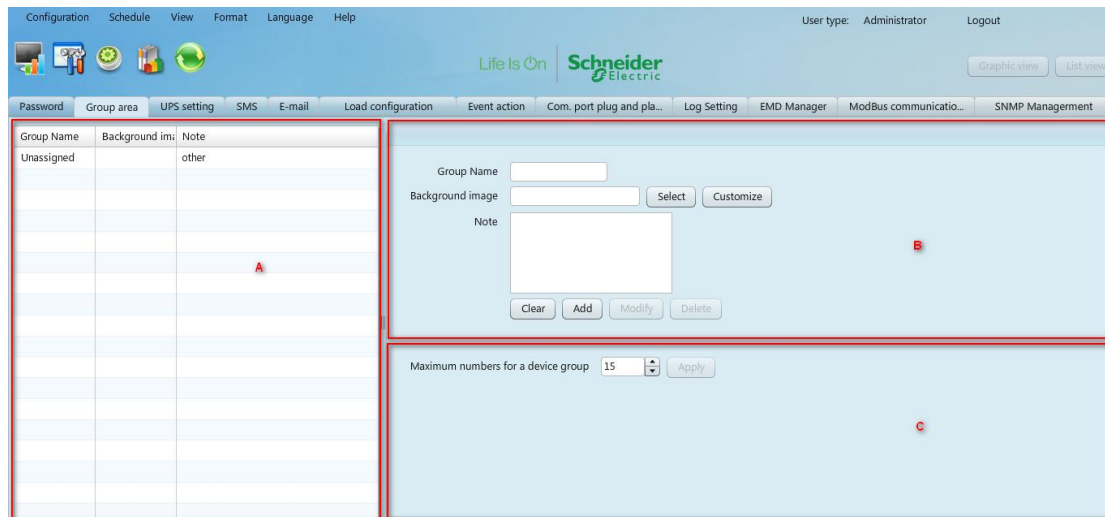 Configuration Schedule View Format Language Help User type: Administrator Logout
Life Is On Schneider Electric
Graphic view List view
Password Group area UPS setting SMS E-mail Load configuration Event action Com. port plug and pla... Log Setting EMD Manager ModBus communicatio... SNMP Managerment
Group Name Background ima Note
Unassigned other
A
Group Name
Background image Select Customize
Note
B
Clear Add Modify Delete
Maximum numbers for a device group 15 Apply
C